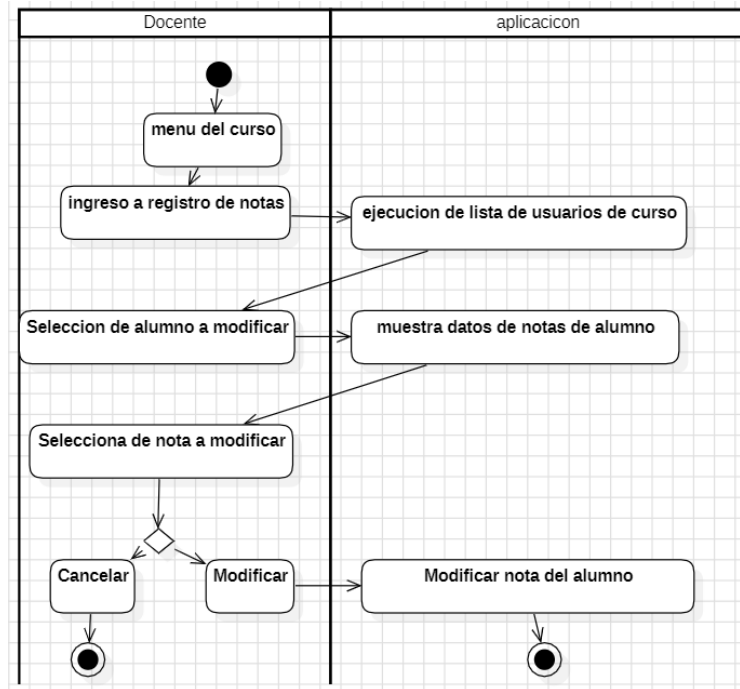 Docente
aplicacicon
menu del curso
ingreso a registro de notas
ejecucion de lista de usuarios de curso
Seleccion de alumno a modificar
muestra datos de notas de alumno
Selecciona de nota a modificar
Cancelar
Modificar
Modificar nota del alumno